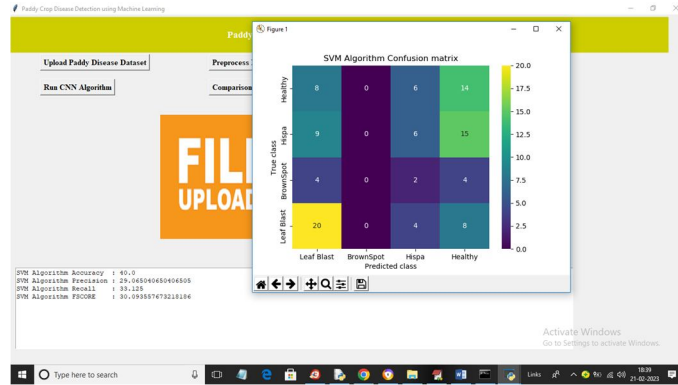 Paddy Crop Disease Detection using Machine Learning
Paddy
Figure 1
Upload Paddy Disease Dataset
Preprocess
Run CNN Algorithm
Comparison
FILE
UPLOAD
SVM Algorithm Confusion matrix
Healthy 8 0 6 14
Hispa 9 0 6 15
BrownSpot 4 0 2 4
Leaf Blast 20 0 4 8
True class
Leaf Blast BrownSpot Hispa Healthy
Predicted class
20.0
17.5
15.0
12.5
10.0
7.5
5.0
2.5
0.0
SVM Algorithm Accuracy : 40.0
SVM Algorithm Precision : 29.065040650406505
SVM Algorithm Recall : 33.125
SVM Algorithm FSCORE : 30.093557673218186
Activate Windows
Go to Settings to activate Windows.
Type here to search
Links
18:39
21-02-2023